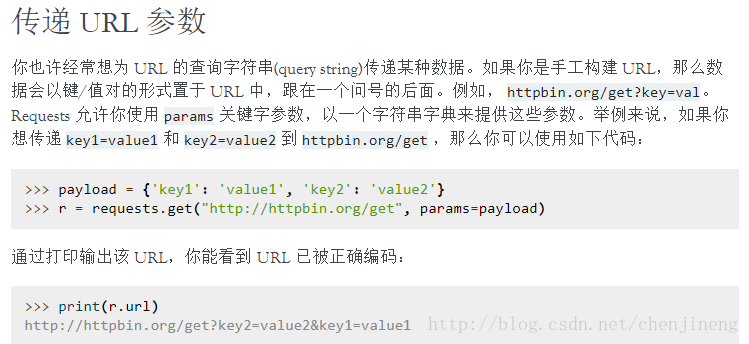 传递 URL 参数
你也许经常想为 URL 的查询字符串(query string)传递某种数据。如果你是手工构建 URL，那么数
据会以键/值对的形式置于 URL 中，跟在一个问号的后面。例如， httpbin.org/get?key=val。
Requests 允许你使用 params 关键字参数，以一个字符串字典来提供这些参数。举例来说，如果你
想传递 key1=value1 和 key2=value2 到 httpbin.org/get ，那么你可以使用如下代码：
>>> payload = {'key1': 'value1', 'key2': 'value2'}
>>> r = requests.get("http://httpbin.org/get", params=payload)
通过打印输出该 URL，你能看到 URL 已被正确编码：
>>> print(r.url)
http://httpbin.org/get?key2=value2&key1=value1 http://blog.csdn.net/chenjineng